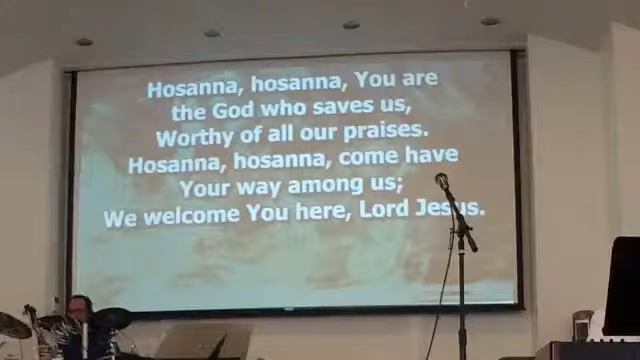 Hosanna, hosanna, You are
the God who saves us,
Worthy of all our praises.
Hosanna, hosanna, come have
Your way among us;
We welcome You here, Lord Jesus.